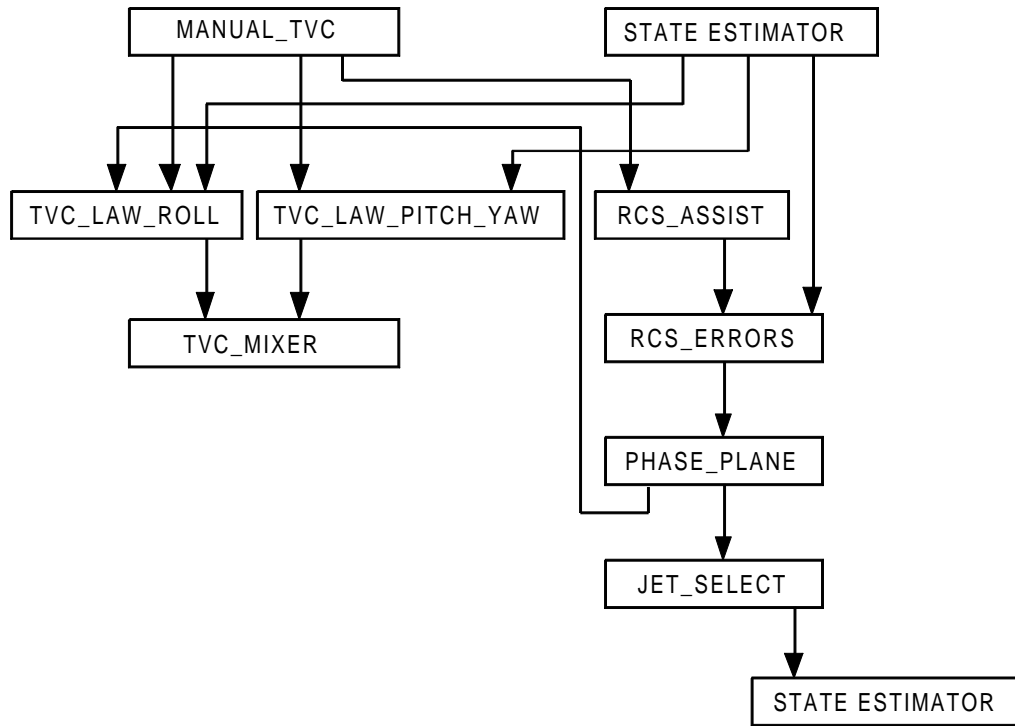 MANUAL_TVC
STATE ESTIMATOR
TVC_LAW_ROLL
TVC_LAW_PITCH_YAW
RCS_ASSIST
TVC_MIXER
RCS_ERRORS
PHASE_PLANE
JET_SELECT
STATE ESTIMATOR